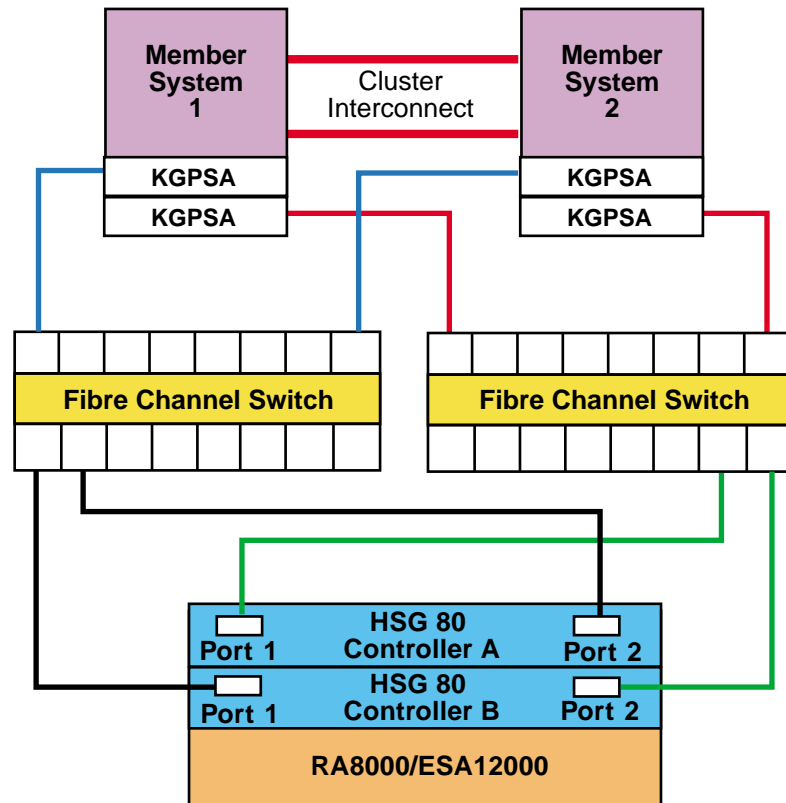 Member
System
1
Cluster
Interconnect
Member
System
2
KGPSA
KGPSA
KGPSA
KGPSA
Fibre Channel Switch
Fibre Channel Switch
HSG 80
Controller A
Port 1
Port 2
HSG 80
Controller B
Port 1
Port 2
RA8000/ESA12000